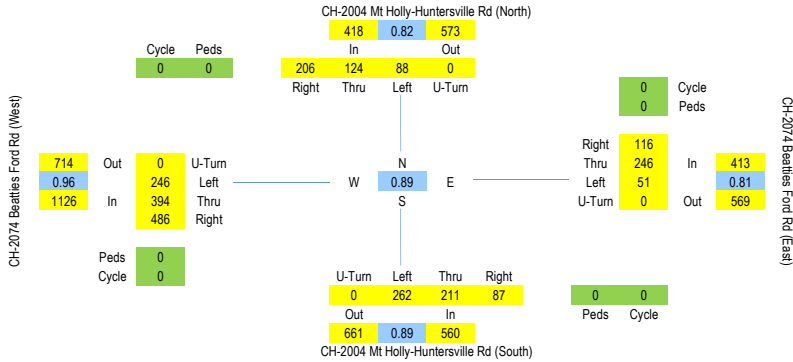 CH-2004 Mt Holly-Huntersville Rd (North)
418 0.82 573
Cycle Peds In Out
0 0 206 124 88 0
Right Thru Left U-Turn
0 Cycle
0 Peds
CH-2074 Beatties Ford Rd (West)
CH-2074 Beatties Ford Rd (East)
Right 116
714 Out 0 U-Turn N Thru 246 In 413
0.96 246 Left W 0.89 E Left 51 0.81
1126 In 394 Thru S U-Turn 0 Out 569
486 Right
Peds 0
Cycle 0
U-Turn Left Thru Right
0 262 211 87 0 0
Out In Peds Cycle
661 0.89 560
CH-2004 Mt Holly-Huntersville Rd (South)